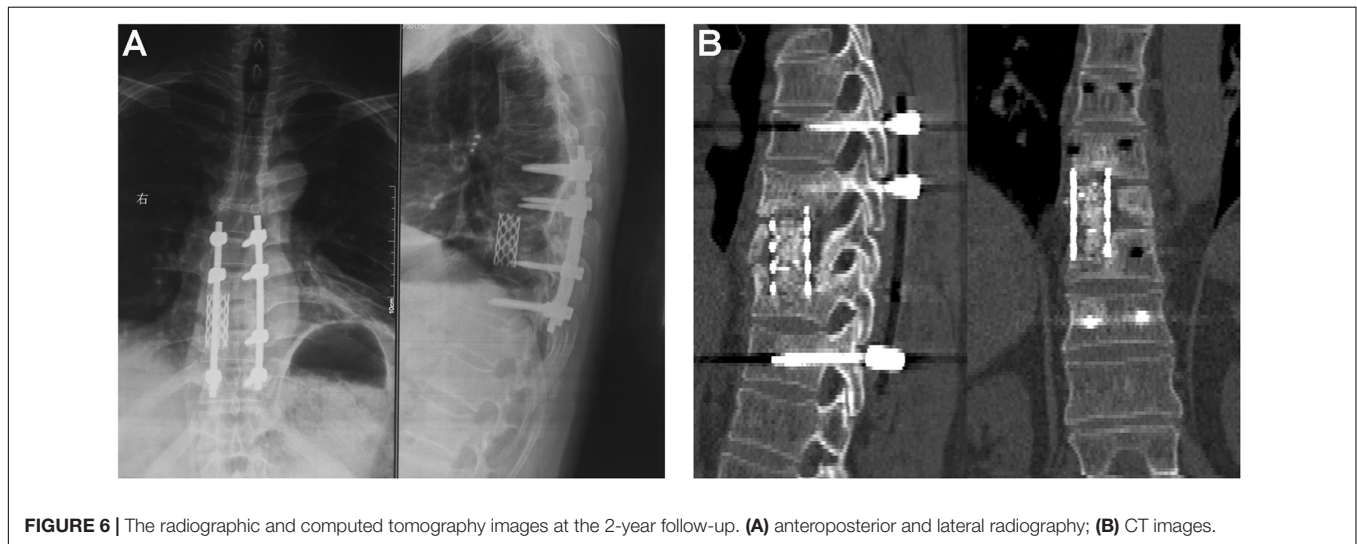 A
B
右
10cm
FIGURE 6 | The radiographic and computed tomography images at the 2-year follow-up. (A) anteroposterior and lateral radiography; (B) CT images.